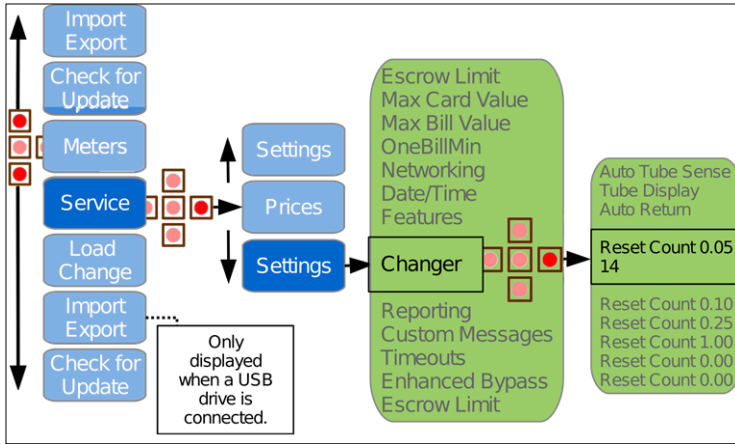 Import
Export
Check for
Update
Meters
Service
Load
Change
Import
Export
Check for
Update
Only
displayed
when a USB
drive is
connected.
Settings
Prices
Settings
Escrow Limit
Max Card Value
Max Bill Value
OneBillMin
Networking
Date/Time
Features
Changer
Reporting
Custom Messages
Timeouts
Enhanced Bypass
Escrow Limit
Auto Tube Sense
Tube Display
Auto Return
Reset Count 0.05
14
Reset Count 0.10
Reset Count 0.25
Reset Count 1.00
Reset Count 0.00
Reset Count 0.00